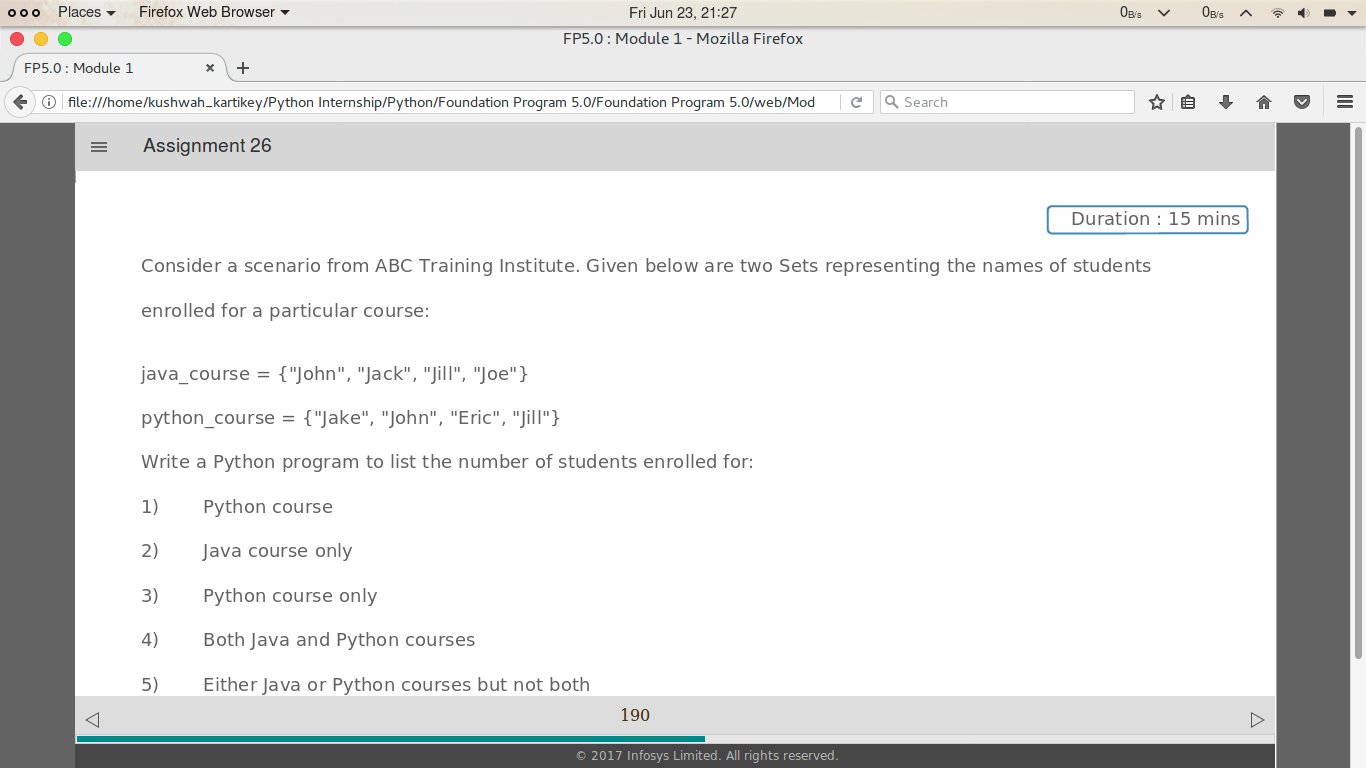 Places Firefox Web Browser Fri Jun 23, 21:27 0B/s 0B/s
FP5.0 : Module 1 - Mozilla Firefox
FP5.0 : Module 1
file:///home/kushwah_kartikey/Python Internship/Python/Foundation Program 5.0/Foundation Program 5.0/web/Mod Search
Assignment 26
Duration : 15 mins
Consider a scenario from ABC Training Institute. Given below are two Sets representing the names of students
enrolled for a particular course:
java_course = {"John", "Jack", "Jill", "Joe"}
python_course = {"Jake", "John", "Eric", "Jill"}
Write a Python program to list the number of students enrolled for:
1) Python course
2) Java course only
3) Python course only
4) Both Java and Python courses
5) Either Java or Python courses but not both
190
© 2017 Infosys Limited. All rights reserved.